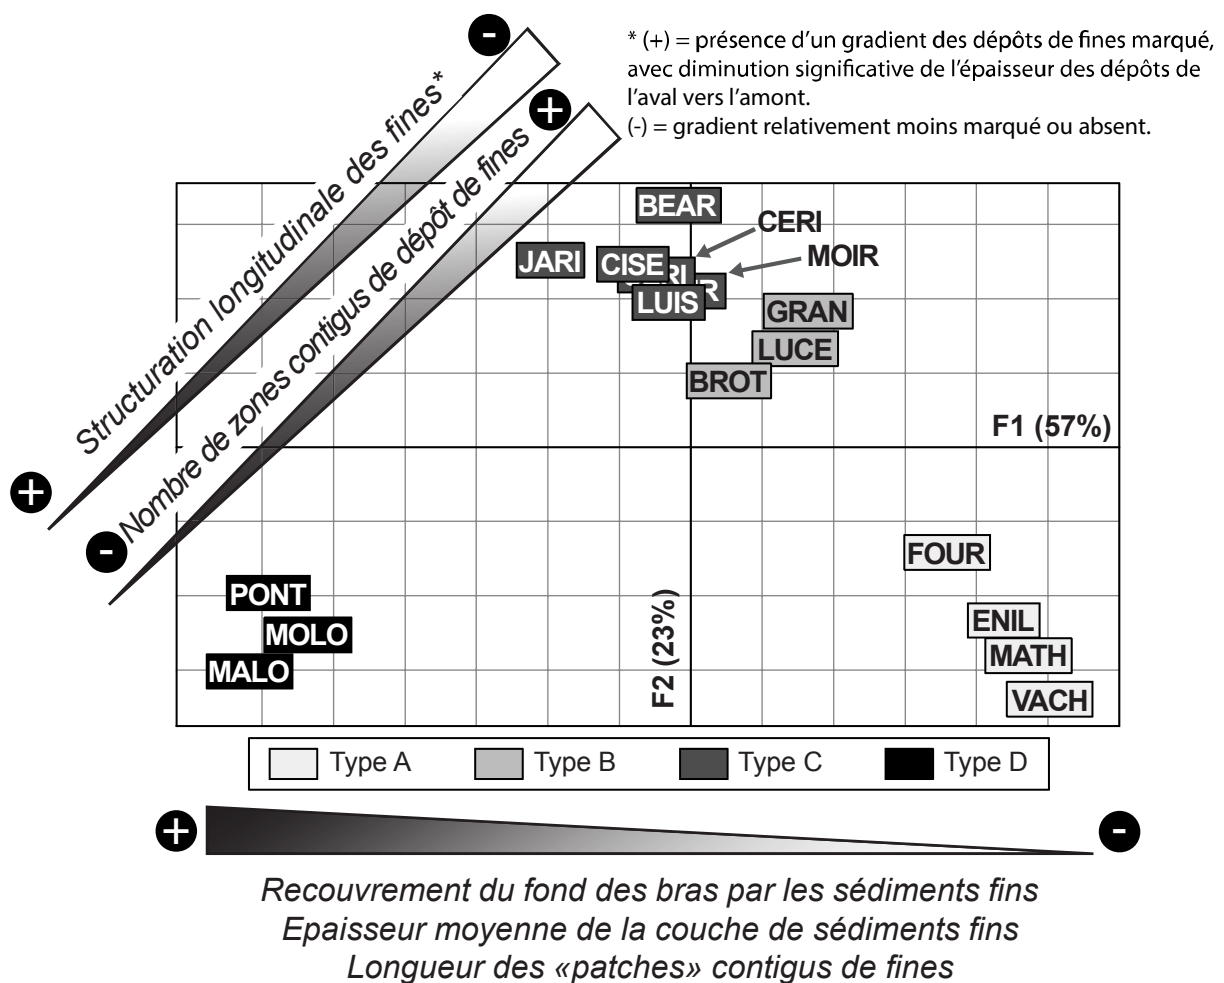 * (+) = présence d'un gradient des dépôts de fines marqué,
avec diminution significative de l'épaisseur des dépôts de
l'aval vers l'amont.
(-) = gradient relativement moins marqué ou absent.
-
+
Structuration longitudinale des fines*
+
-
Nombre de zones contigus de dépôt de fines
BEAR
CERI
MOIR
JARI
CISE
RI
R
LUIS
GRAN
LUCE
BROT
F1 (57%)
FOUR
PONT
ENIL
MOLO
MATH
MALO
VACH
F2 (23%)
Type A
Type B
Type C
Type D
+
-
Recouvrement du fond des bras par les sédiments fins
Epaisseur moyenne de la couche de sédiments fins
Longueur des «patches» contigus de fines